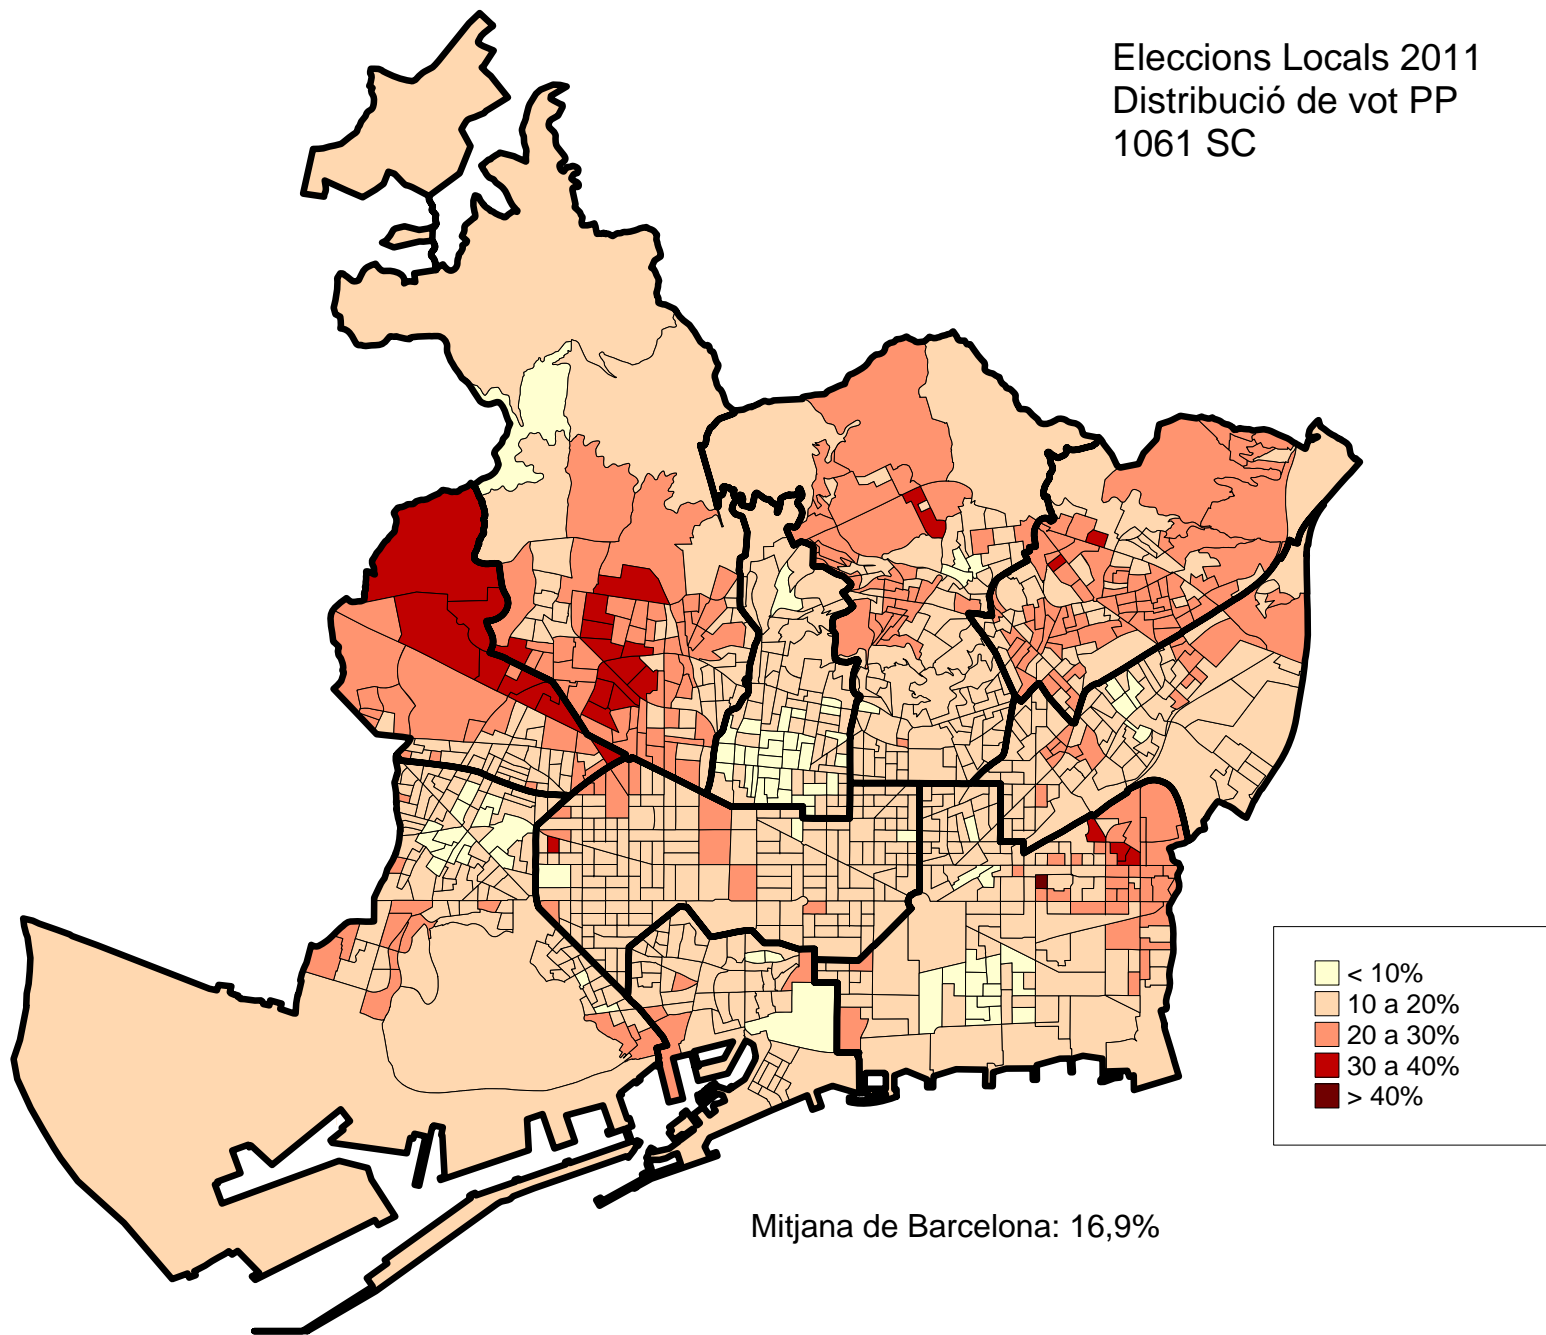 Eleccions Locals 2011
Distribució de vot PP
1061 SC
< 10%
10 a 20%
20 a 30%
30 a 40%
> 40%
Mitjana de Barcelona: 16,9%